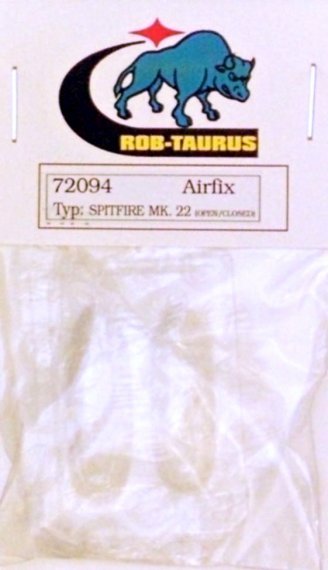 ROB-TAURUS
72094 Airfix
Typ: SPITFIRE MK. 22 (OPEN/CLOSED)